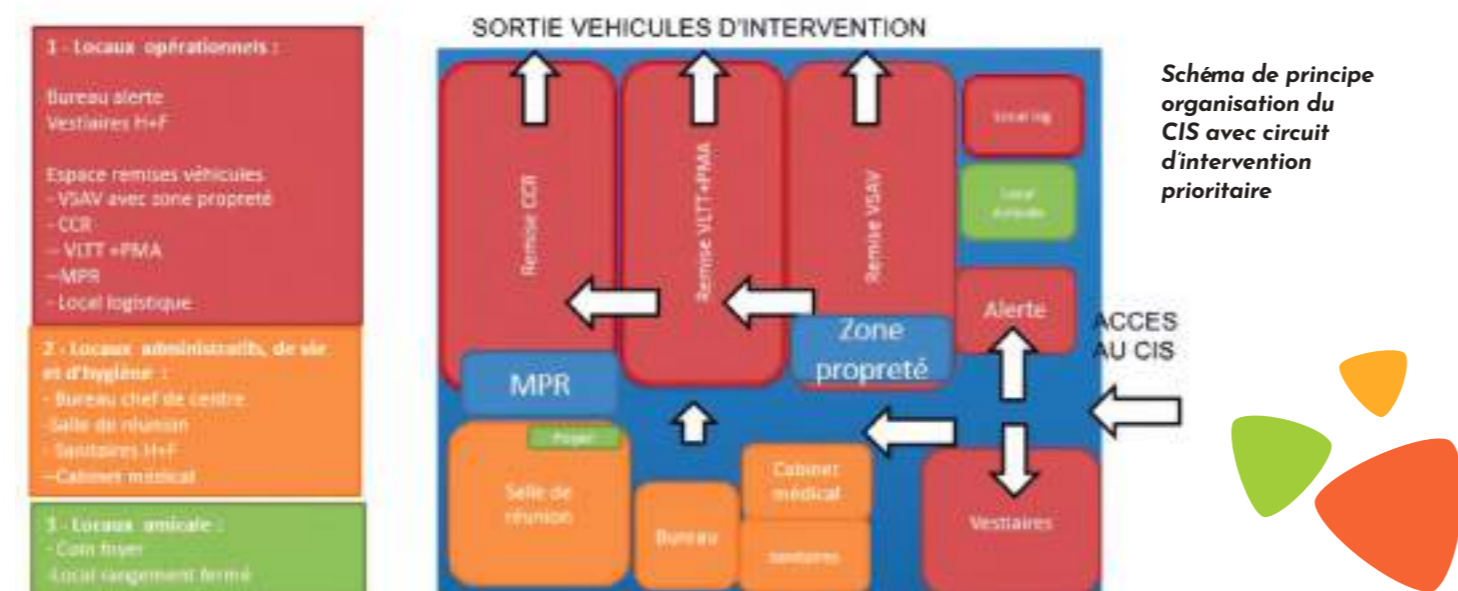 1 - Locaux opérationnels :
Bureau alerte
Vestiaires H+F
Espace remises véhicules
- VSAV avec zone propreté
- CCR
- VLTT +PMA
-MPR
- Local logistique
2 - Locaux administratifs, de vie
et d'hygiène :
- Bureau chef de centre
-Salle de réunion
- Sanitaires H+F
-Cabinet médical
3 - Locaux amicale :
- Coin foyer
-Local rangement fermé
SORTIE VEHICULES D'INTERVENTION
Remise CCR
Remise VLTT+PMA
Remise VSAV
Local log
Local
Alerte
Zone
propreté
MPR
Foyer
Salle de
réunion
Bureau
Cabinet
médical
Sanitaires
Vestiaires
ACCES
AU CIS
Schéma de principe
organisation du
CIS avec circuit
d'intervention
prioritaire